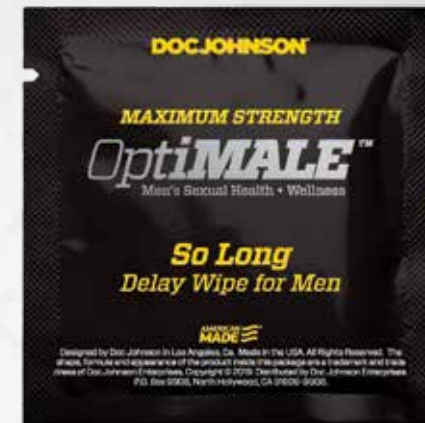 DOC JOHNSON®
MAXIMUM STRENGTH
OptiMALE™
Men's Sexual Health + Wellness
So Long
Delay Wipe for Men
AMERICAN
MADE
Designed by Doc Johnson in Los Angeles, Ca. Made in the USA. All Rights Reserved. The
shape, formula and appearance of the product inside this package are a trademark and trade
dress of Doc Johnson Enterprises. Copyright © 2019 Distributed by Doc Johnson Enterprises
P.O. Box 9908, North Hollywood, CA 91609-9908.